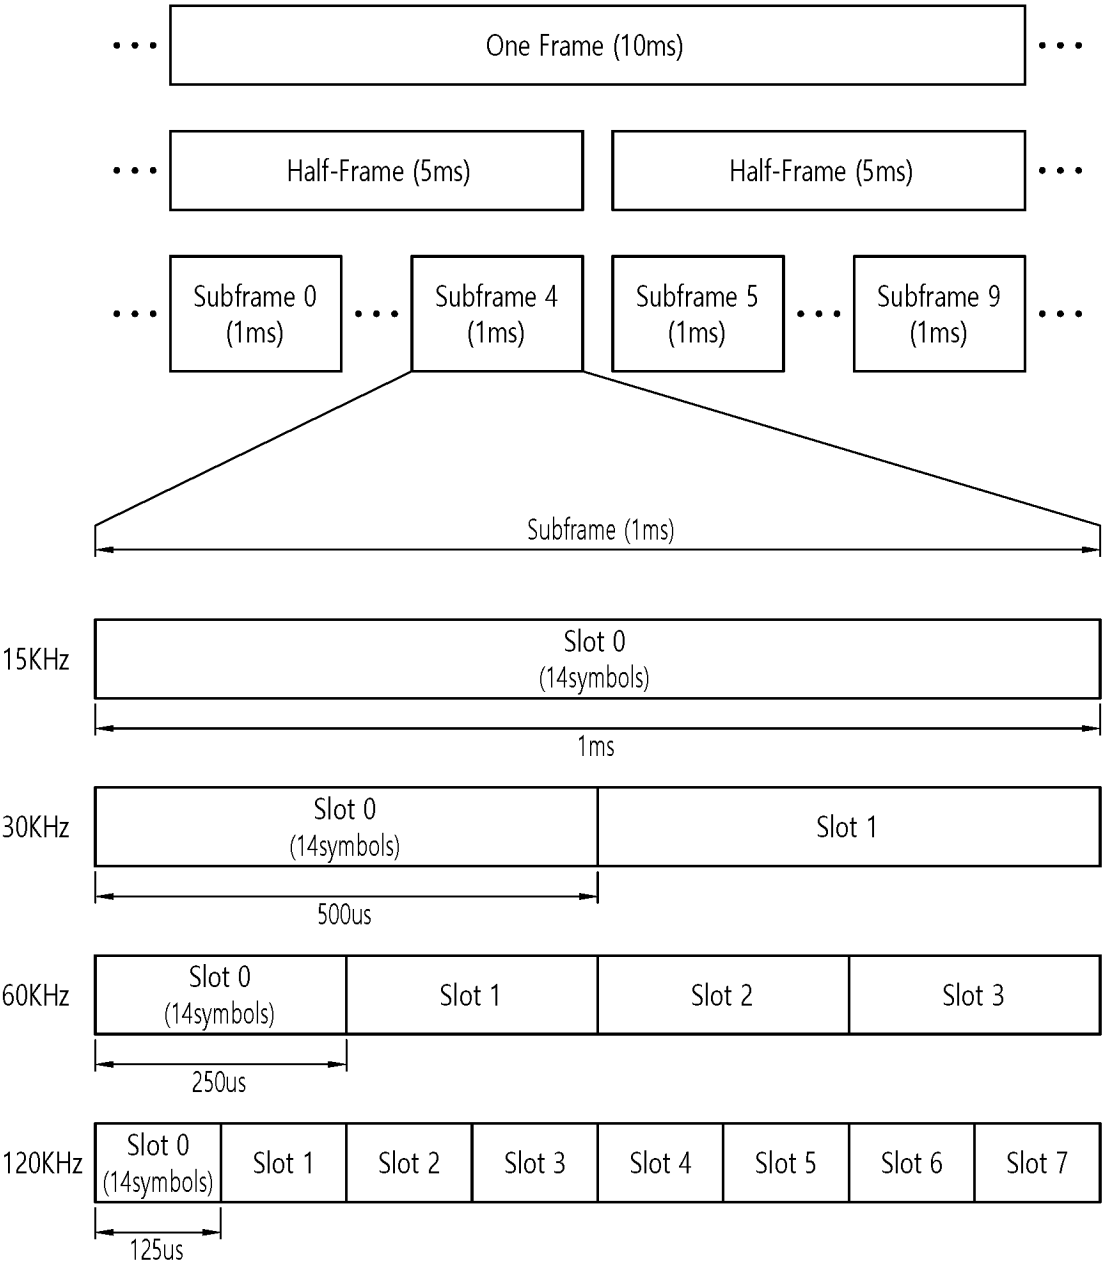 One Frame (10ms)
Half-Frame (5ms) Half-Frame (5ms)
Subframe 0 Subframe 4 Subframe 5 Subframe 9
(1ms) (1ms) (1ms) (1ms)
Subframe (1ms)
15KHz
Slot 0
(14symbols)
1ms
30KHz
Slot 0
(14symbols)
Slot 1
500us
60KHz
Slot 0
(14symbols)
Slot 1
Slot 2
Slot 3
250us
120KHz
Slot 0
(14symbols)
Slot 1
Slot 2
Slot 3
Slot 4
Slot 5
Slot 6
Slot 7
125us